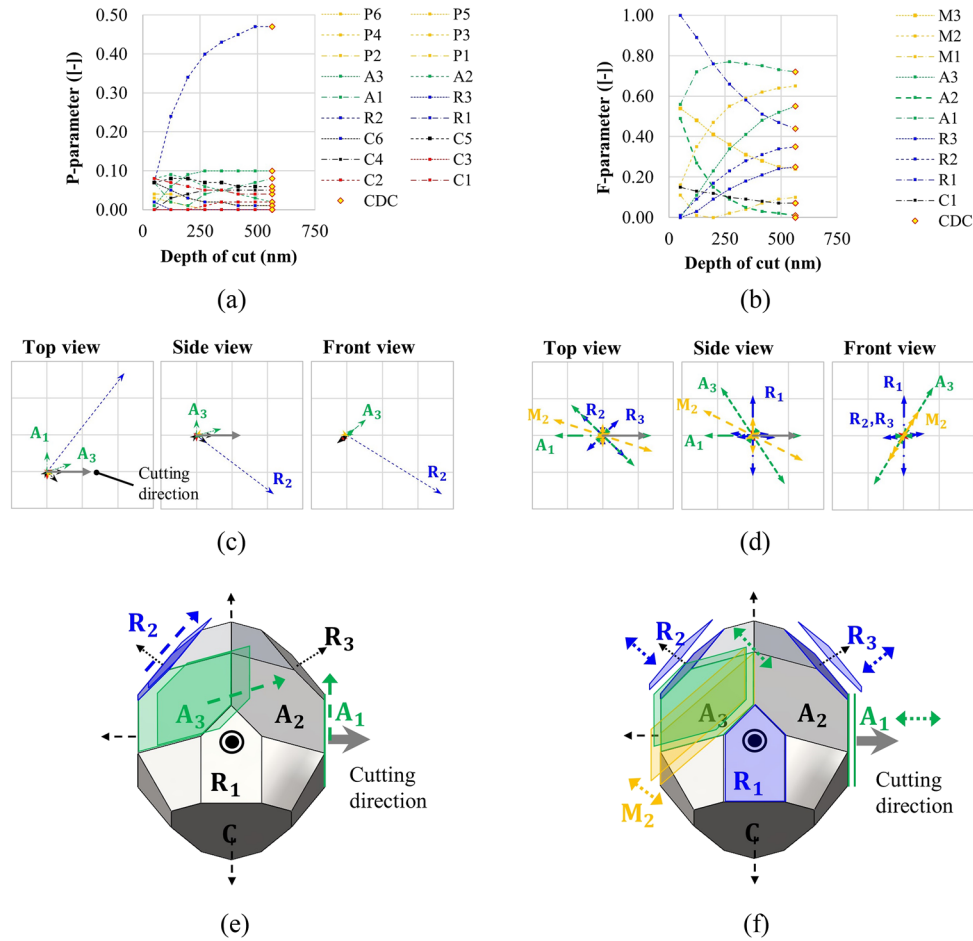 P-parameter ([-])
0.50
0.40
0.30
0.20
0.10
0.00
0 250 500 750
Depth of cut (nm)
P6 P5
P4 P3
P2 P1
A3 A2
A1 R3
R2 R1
C6 C5
C4 C3
C2 C1
CDC
(a)
F-parameter ([-])
1.00
0.80
0.60
0.40
0.20
0.00
0 250 500 750
Depth of cut (nm)
M3
M2
M1
A3
A2
A1
R3
R2
R1
C1
CDC
(b)
Top view Side view Front view
A1
A3
Cutting
direction
A3
R2
A3
R2
(c)
Top view Side view Front view
R2 R3
M2
A1
A3 R1
M2
A1
R1 A3
R2,R3 M2
(d)
R2
R3
A3
A2
A1
R1
C
Cutting
direction
(e)
R2
R3
A3
A2
A1
R1
M2
C
Cutting
direction
(f)